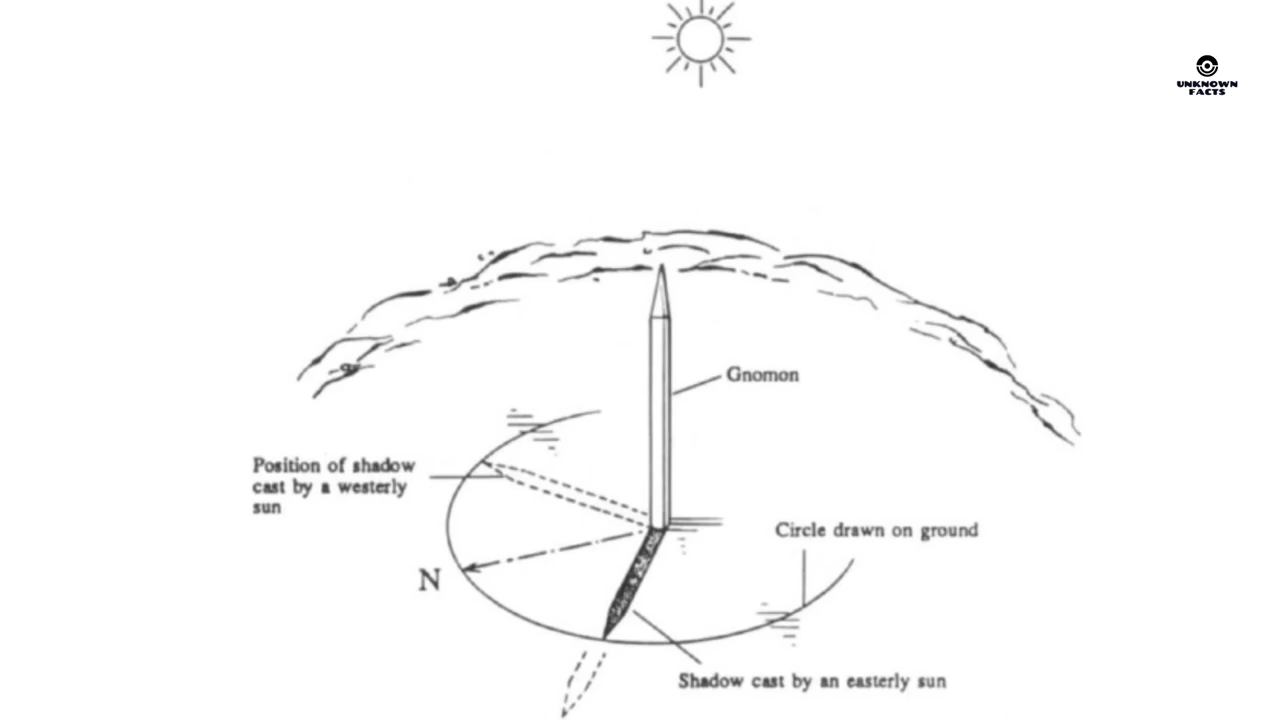 UNKNOWN
FACTS
Gnomon
Position of shadow
cast by a westerly
sun
Circle drawn on ground
N
Shadow cast by an easterly sun